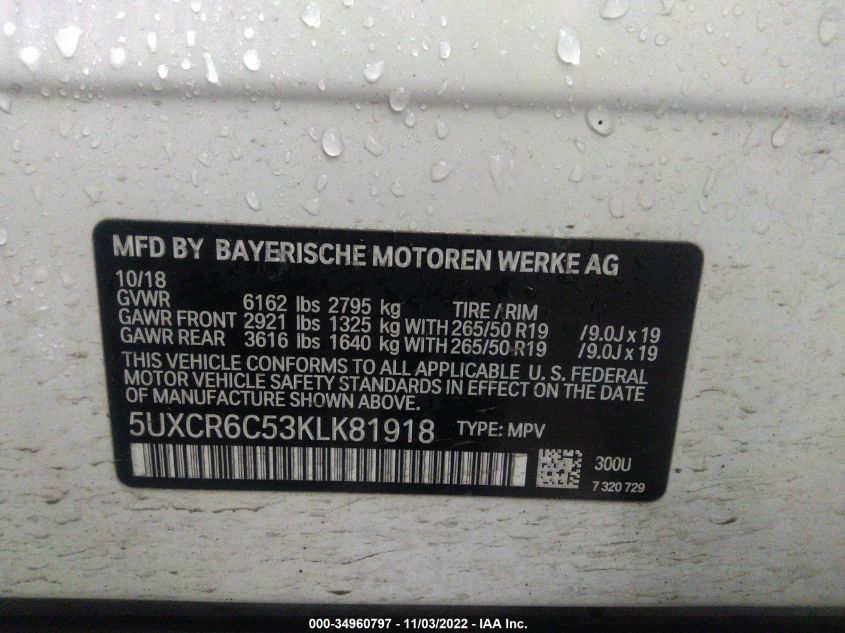 MFD BY BAYERISCHE MOTOREN WERKE AG
10/18
GVWR 6162 lbs 2795 kg TIRE / RIM
GAWR FRONT 2921 lbs 1325 kg WITH 265/50 R19 /9.0J x 19
GAWR REAR 3616 lbs 1640 kg WITH 265/50 R19 /9.0J x 19
THIS VEHICLE CONFORMS TO ALL APPLICABLE U. S. FEDERAL
MOTOR VEHICLE SAFETY STANDARDS IN EFFECT ON THE DATE
OF MANUFACTURE SHOWN ABOVE.
5UXCR6C53KLK81918 TYPE: MPV
300U
7 320 729
000-34960797 - 11/03/2022 - IAA Inc.